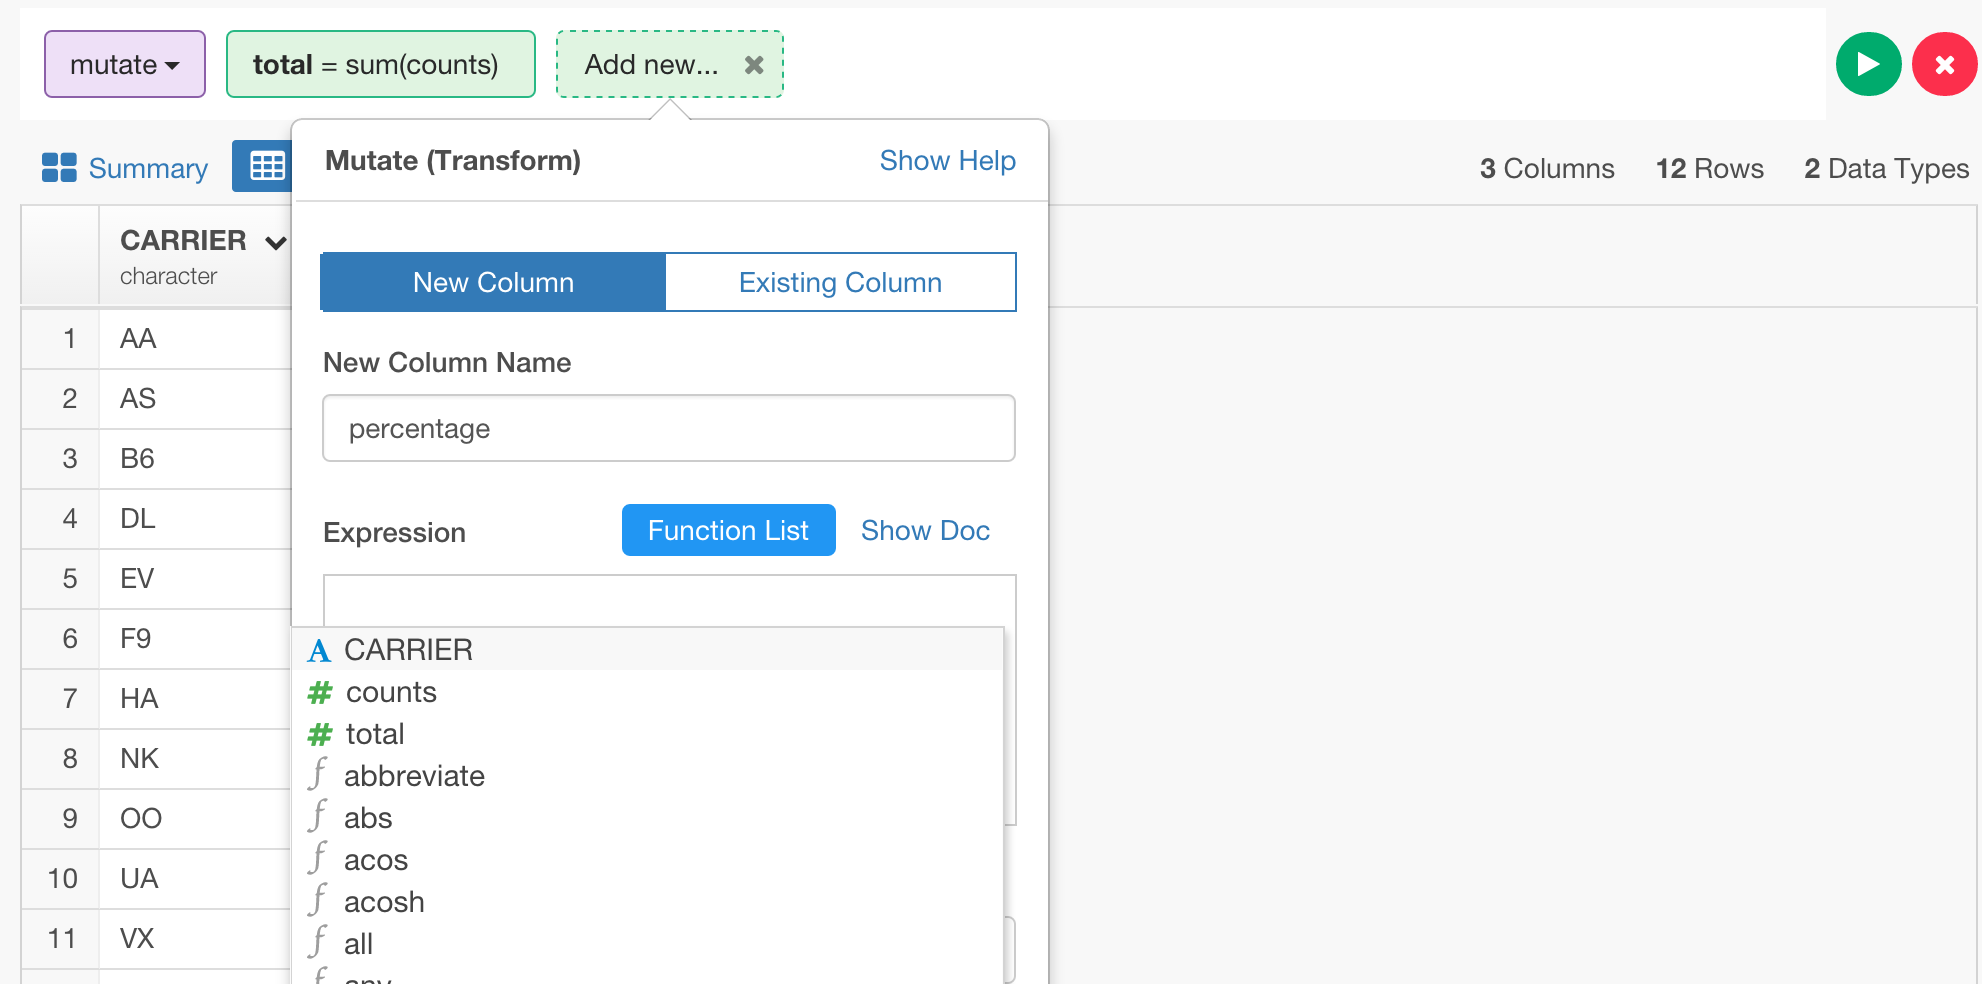 mutate
total = sum(counts)
Add new...
Summary
3 Columns 12 Rows 2 Data Types
Mutate (Transform)
Show Help
CARRIER
character
New Column
Existing Column
New Column Name
percentage
Expression
Function List
Show Doc
1 AA
2 AS
3 B6
4 DL
5 EV
6 F9
7 HA
8 NK
9 OO
10 UA
11 VX
A CARRIER
# counts
# total
f abbreviate
f abs
f acos
f acosh
f all
f any